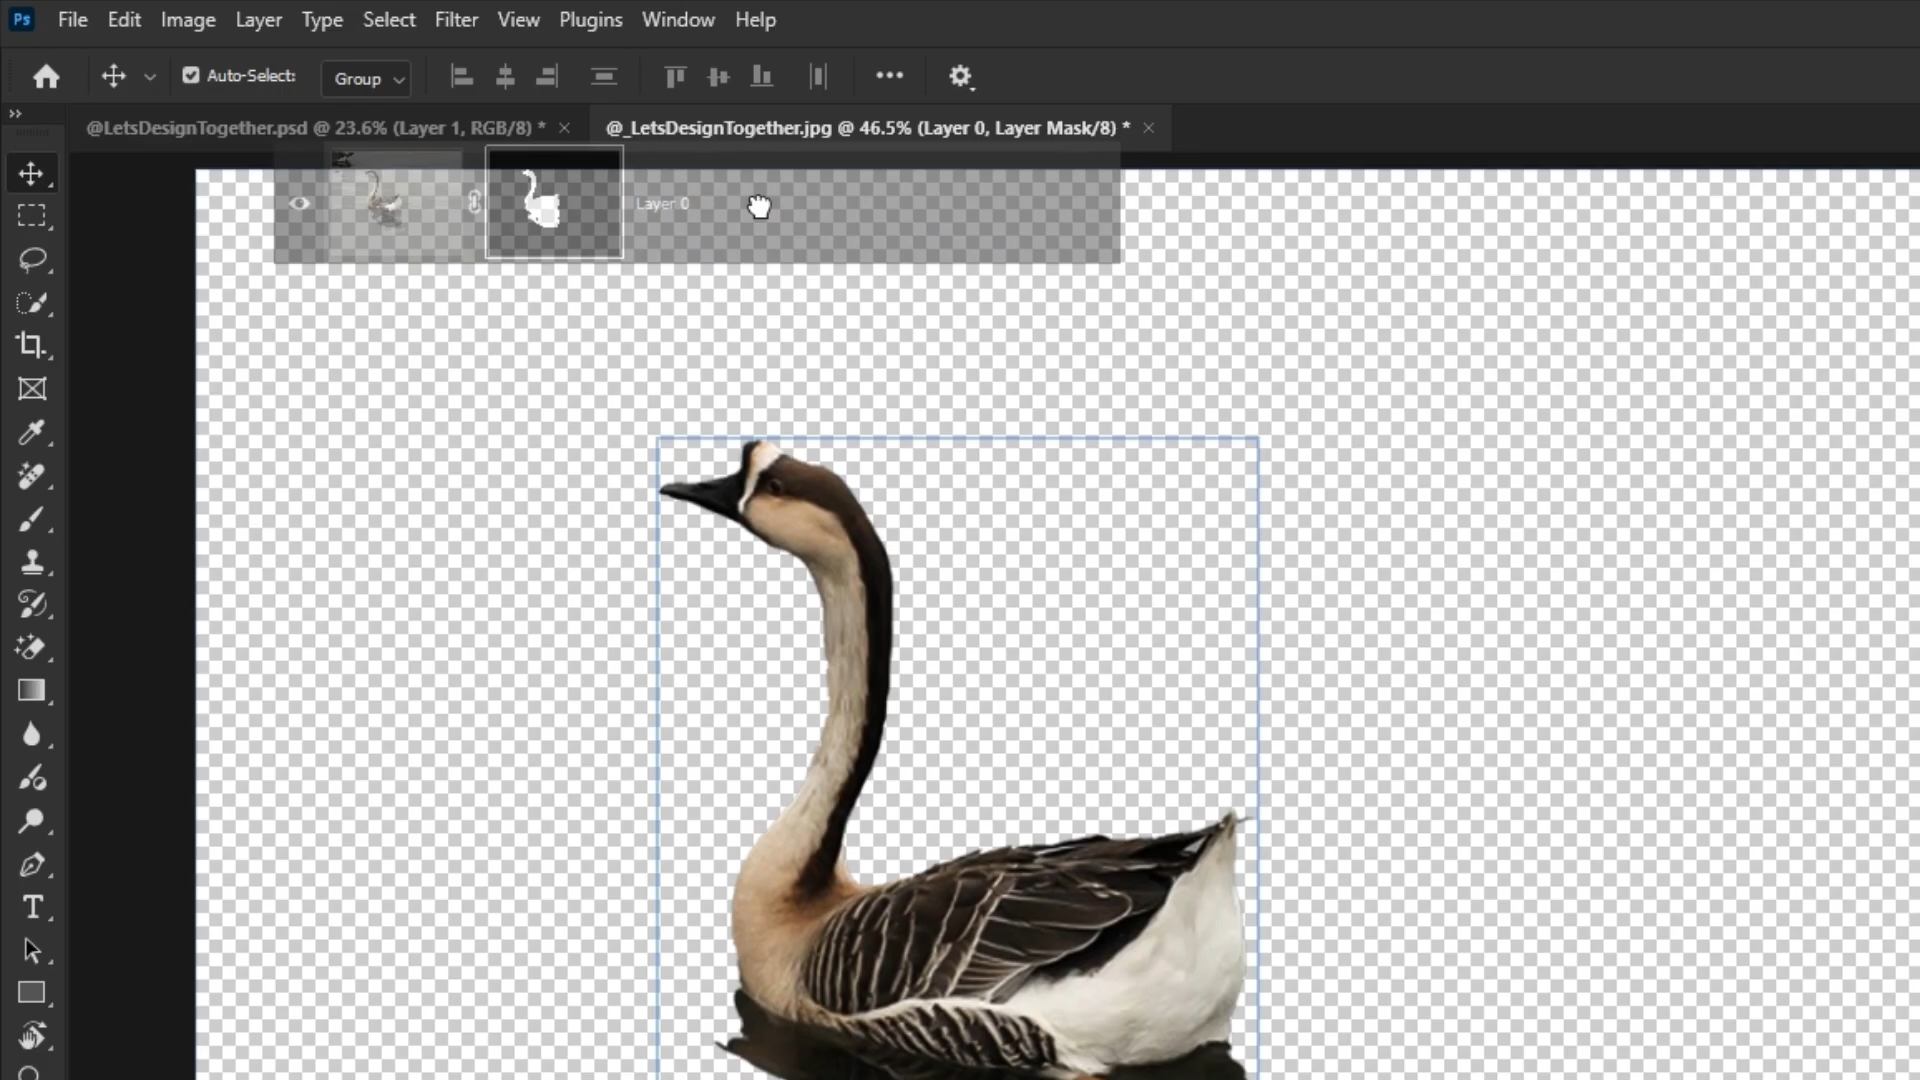 Ps File Edit Image Layer Type Select Filter View Plugins Window Help
Auto-Select: Group
@LetsDesignTogether.psd @ 23.6% (Layer 1, RGB/8) * @_LetsDesignTogether.jpg @ 46.5% (Layer 0, Layer Mask/8) *
Layer 0